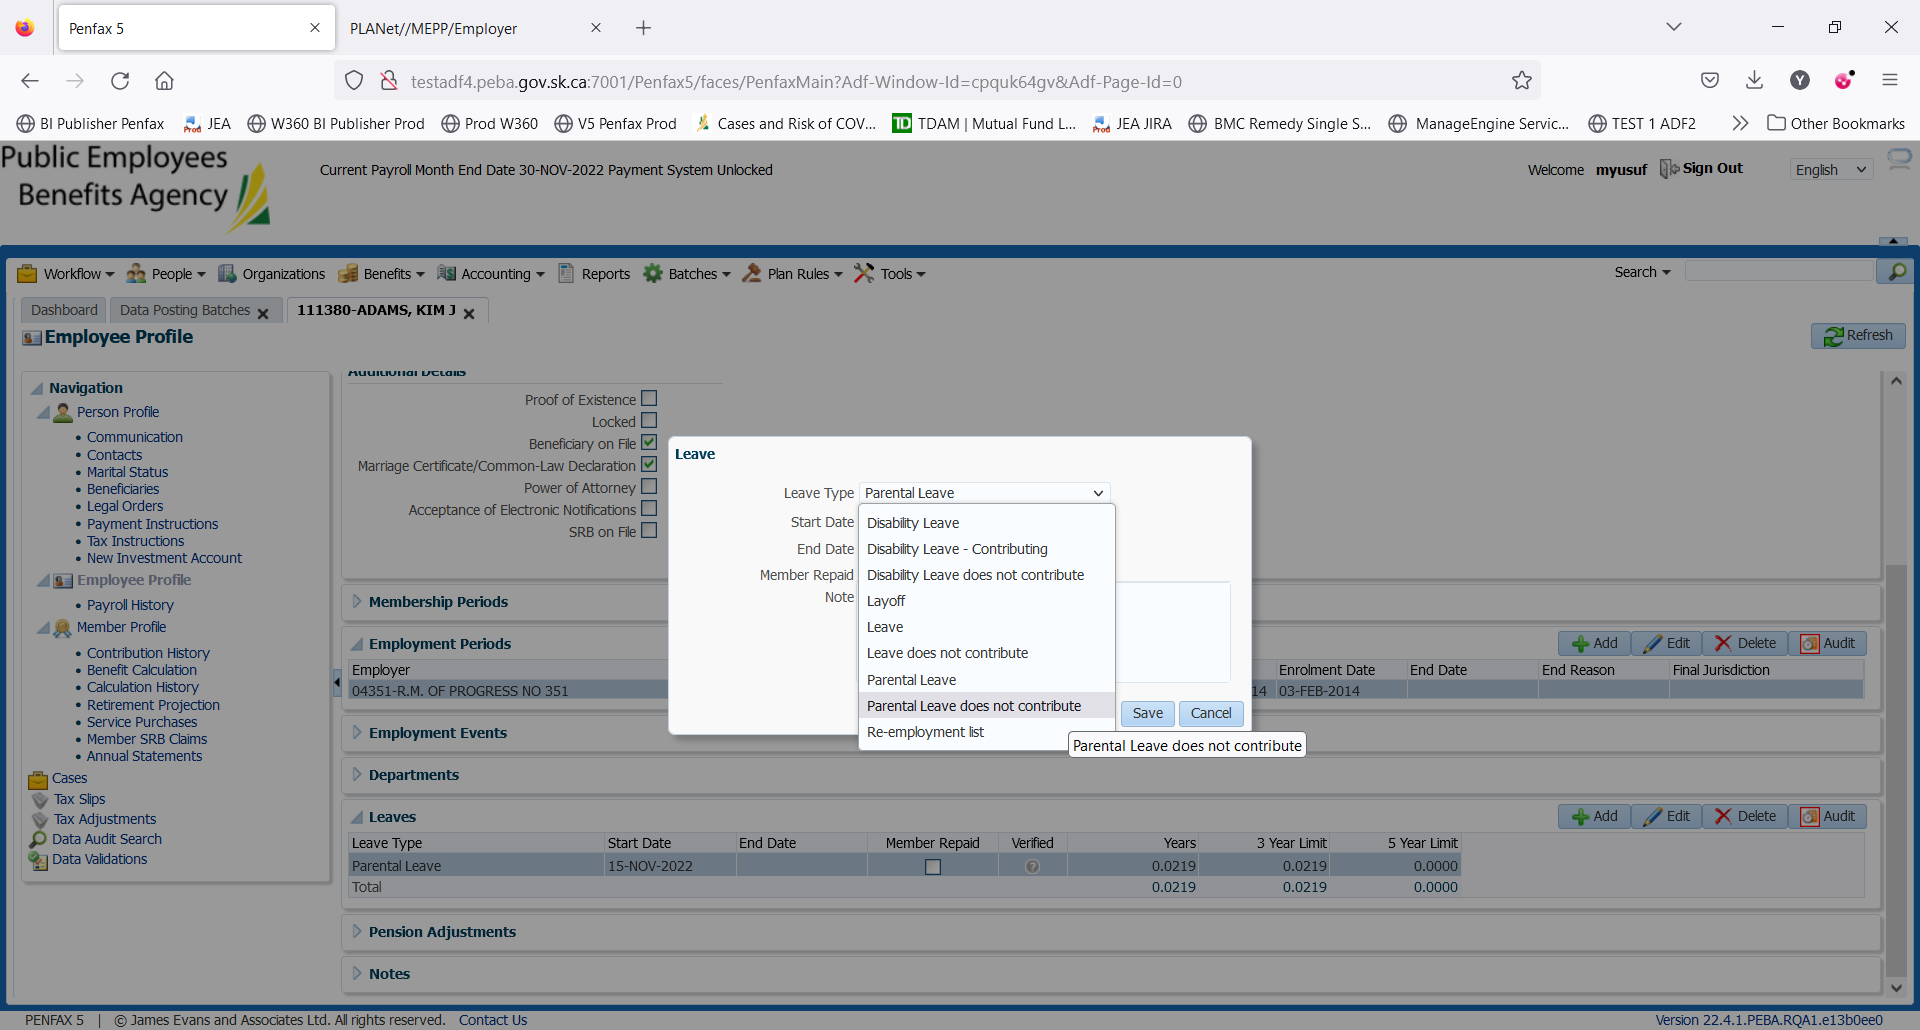 Penfax 5
PLANet//MEPP/Employer
testadf4.peba.gov.sk.ca:7001/Penfax5/faces/PenfaxMain?Adf-Window-Id=cpquk64gv&Adf-Page-Id=0
Y
BI Publisher Penfax
Prod JEA
W360 BI Publisher Prod
Prod W360
V5 Penfax Prod
Cases and Risk of COV...
TD TDAM | Mutual Fund L...
Prod JEA JIRA
BMC Remedy Single S...
ManageEngine Servic...
TEST 1 ADF2
Other Bookmarks
Public Employees
Benefits Agency
Current Payroll Month End Date 30-NOV-2022 Payment System Unlocked
Welcome myusuf Sign Out
English
Workflow People Organizations Benefits Accounting Reports Batches Plan Rules Tools
Search
Dashboard
Data Posting Batches
111380-ADAMS, KIM J
Employee Profile
Refresh
Navigation
Person Profile
• Communication
• Contacts
• Marital Status
• Beneficiaries
• Legal Orders
• Payment Instructions
• Tax Instructions
• New Investment Account
Employee Profile
• Payroll History
Member Profile
• Contribution History
• Benefit Calculation
• Calculation History
• Retirement Projection
• Service Purchases
• Member SRB Claims
• Annual Statements
Cases
Tax Slips
Tax Adjustments
Data Audit Search
Data Validations
Additional Details
Proof of Existence
Locked
Beneficiary on File
Marriage Certificate/Common-Law Declaration
Power of Attorney
Acceptance of Electronic Notifications
SRB on File
Leave
Leave Type Parental Leave
Start Date
End Date
Member Repaid
Note
Disability Leave
Disability Leave - Contributing
Disability Leave does not contribute
Layoff
Leave
Leave does not contribute
Parental Leave
Parental Leave does not contribute
Re-employment list
Save Cancel
Parental Leave does not contribute
Membership Periods
Employment Periods
Add Edit Delete Audit
Employer Enrolment Date End Date End Reason Final Jurisdiction
04351-R.M. OF PROGRESS NO 351 14 03-FEB-2014
Employment Events
Departments
Leaves
Add Edit Delete Audit
Leave Type Start Date End Date Member Repaid Verified Years 3 Year Limit 5 Year Limit
Parental Leave 15-NOV-2022 ? 0.0219 0.0219 0.0000
Total 0.0219 0.0219 0.0000
Pension Adjustments
Notes
PENFAX 5 | © James Evans and Associates Ltd. All rights reserved. Contact Us
Version 22.4.1.PEBA.RQA1.e13b0ee0